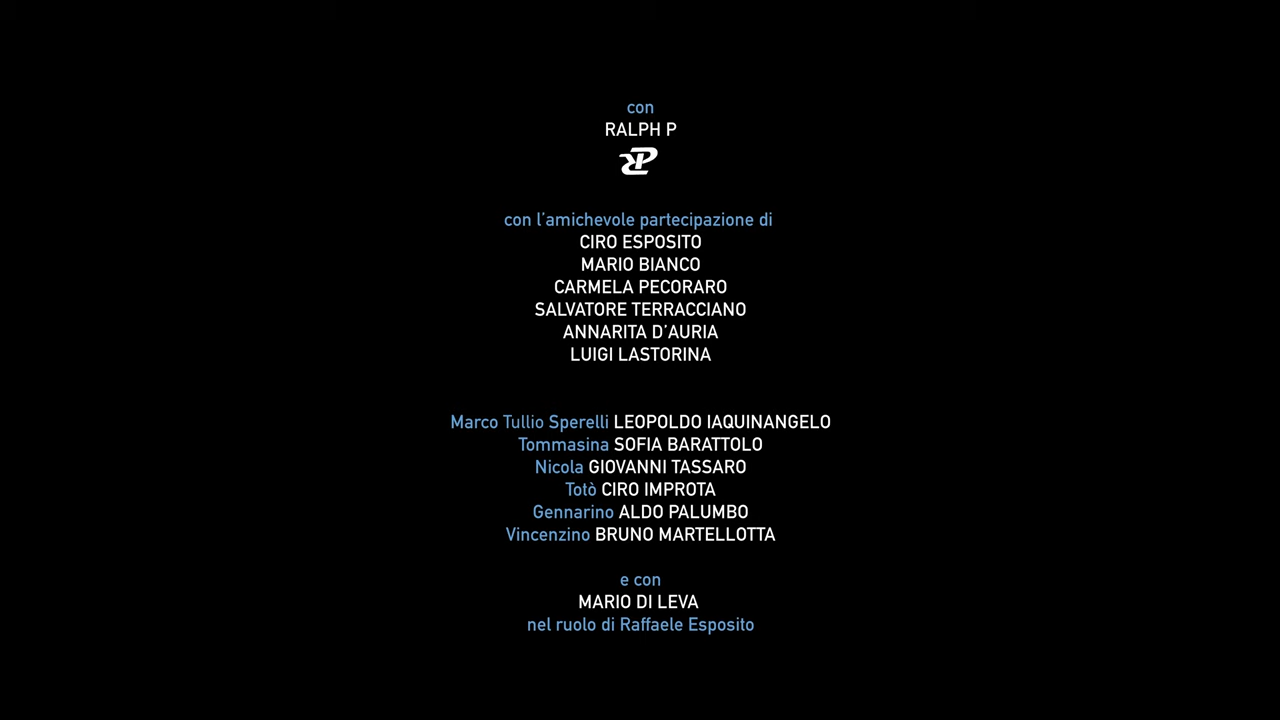 con
RALPH P
RP
con l'amichevole partecipazione di
CIRO ESPOSITO
MARIO BIANCO
CARMELA PECORARO
SALVATORE TERRACCIANO
ANNARITA D'AURIA
LUIGI LASTORINA
Marco Tullio Sperelli LEOPOLDO IAQUINANGELO
Tommasina SOFIA BARATTOLO
Nicola GIOVANNI TASSARO
Totò CIRO IMPROTA
Gennarino ALDO PALUMBO
Vincenzino BRUNO MARTELLOTTA
e con
MARIO DI LEVA
nel ruolo di Raffaele Esposito